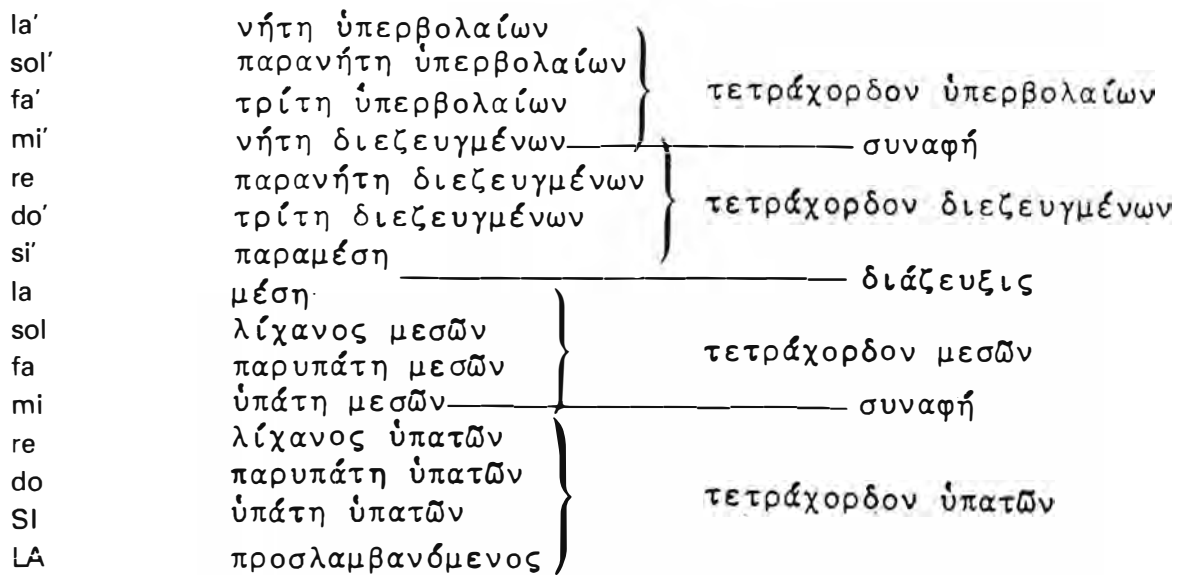 la’ νήτη ὑπερβολαίων
sol’ παρανήτη ὑπερβολαίων
τετράχορδον ὑπερβολαίων
fa’ τρίτη ὑπερβολαίων
mi’ νήτη διεζευγμένων συναφή
re παρανήτη διεζευγμένων
τετράχορδον διεζευγμένων
do’ τρίτη διεζευγμένων
si’ παραμέση
διάζευξις
la μέση
sol λίχανος μεσῶν
τετράχορδον μεσῶν
fa παρυπάτη μεσῶν
mi ὑπάτη μεσῶν συναφή
re λίχανος ὑπατῶν
do παρυπάτη ὑπατῶν
τετράχορδον ὑπατῶν
SI ὑπάτη ὑπατῶν
LA προσλαμβανόμενος